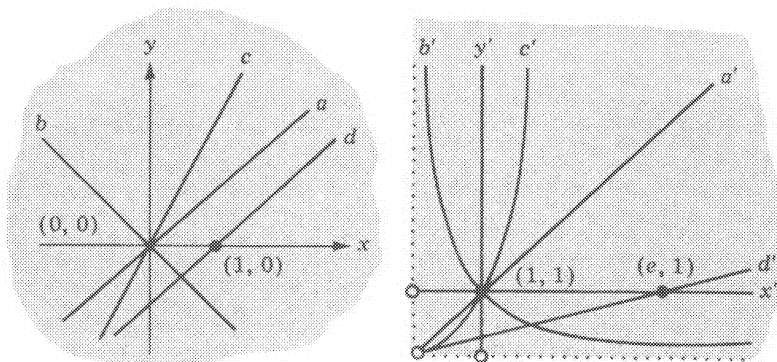 y
c
a
b
d
(0, 0)
x
(1, 0)
b' y' c'
a'
d'
(1, 1)
(e, 1)
x'